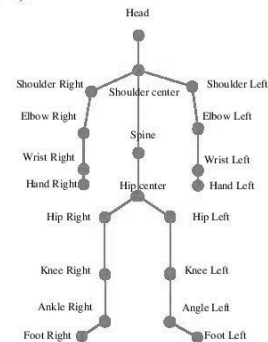 Head
Shoulder Right
Shoulder Left
Shoulder center
Elbow Right
Elbow Left
Spine
Wrist Right
Wrist Left
Hand Right
Hand Left
Hip center
Hip Right
Hip Left
Knee Right
Knee Left
Ankle Right
Angle Left
Foot Right
Foot Left